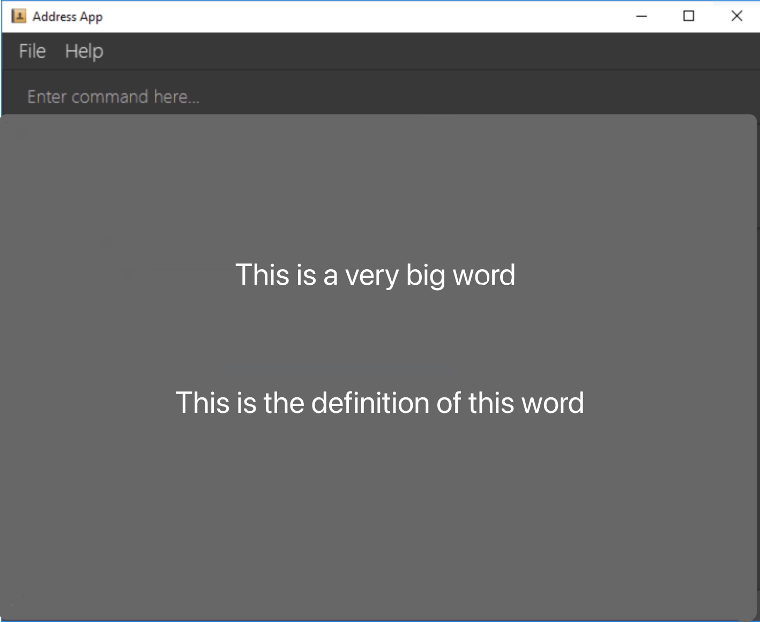 Address App
File Help
Enter command here...
This is a very big word
This is the definition of this word